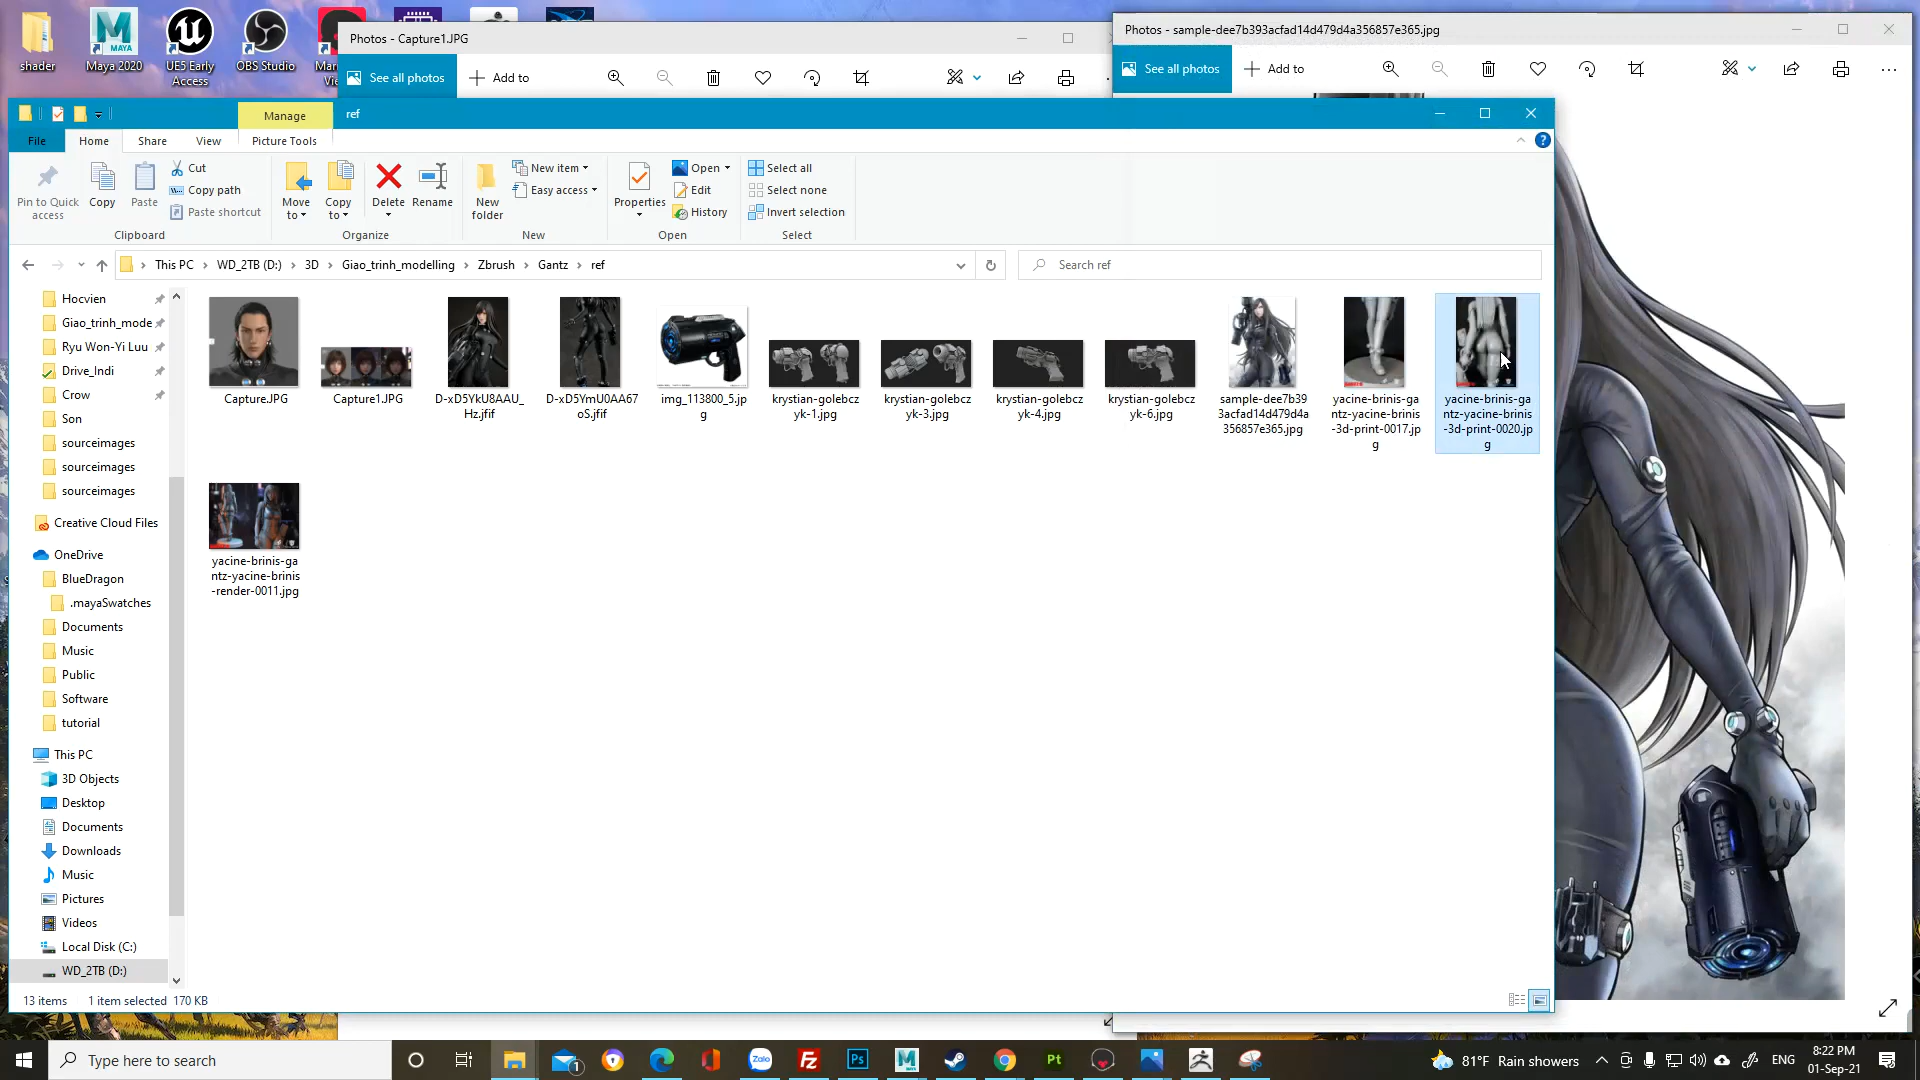 shader
Maya 2020
UE5 Early
Access
OBS Studio
Photos - Capture1.JPG
See all photos
Add to
Photos - sample-dee7b393acfad14d479d4a356857e365.jpg
See all photos
Add to
Manage
ref
File
Home
Share
View
Picture Tools
Pin to Quick
access
Copy
Paste
Cut
Copy path
Paste shortcut
Clipboard
Move
to
Copy
to
Delete
Rename
Organize
New
folder
New item
Easy access
New
Properties
Open
Edit
History
Open
Select all
Select none
Invert selection
Select
This PC
WD_2TB (D:)
3D
Giao_trinh_modelling
Zbrush
Gantz
ref
Search ref
Hocvien
Giao_trinh_mode
Ryu Won-Yi Luu
Drive_Indi
Crow
Son
sourceimages
sourceimages
sourceimages
Creative Cloud Files
OneDrive
BlueDragon
.mayaSwatches
Documents
Music
Public
Software
tutorial
This PC
3D Objects
Desktop
Documents
Downloads
Music
Pictures
Videos
Local Disk (C:)
WD_2TB (D:)
Capture.JPG
Capture1.JPG
D-xD5YkU8AAU_
Hz.jfif
D-xD5YmU0AA67
oS.jfif
img_113800_5.jp
g
krystian-golebcz
yk-1.jpg
krystian-golebcz
yk-3.jpg
krystian-golebcz
yk-4.jpg
krystian-golebcz
yk-6.jpg
sample-dee7b39
3acfad14d479d4a
356857e365.jpg
yacine-brinis-ga
ntz-yacine-brinis
-3d-print-0017.jp
g
yacine-brinis-ga
ntz-yacine-brinis
-3d-print-0020.jp
g
yacine-brinis-ga
ntz-yacine-brinis
-render-0011.jpg
13 items
1 item selected 170 KB
Type here to search
1
Zalo
Fz
Ps
M
Pt
81°F Rain showers
ENG
8:22 PM
01-Sep-21